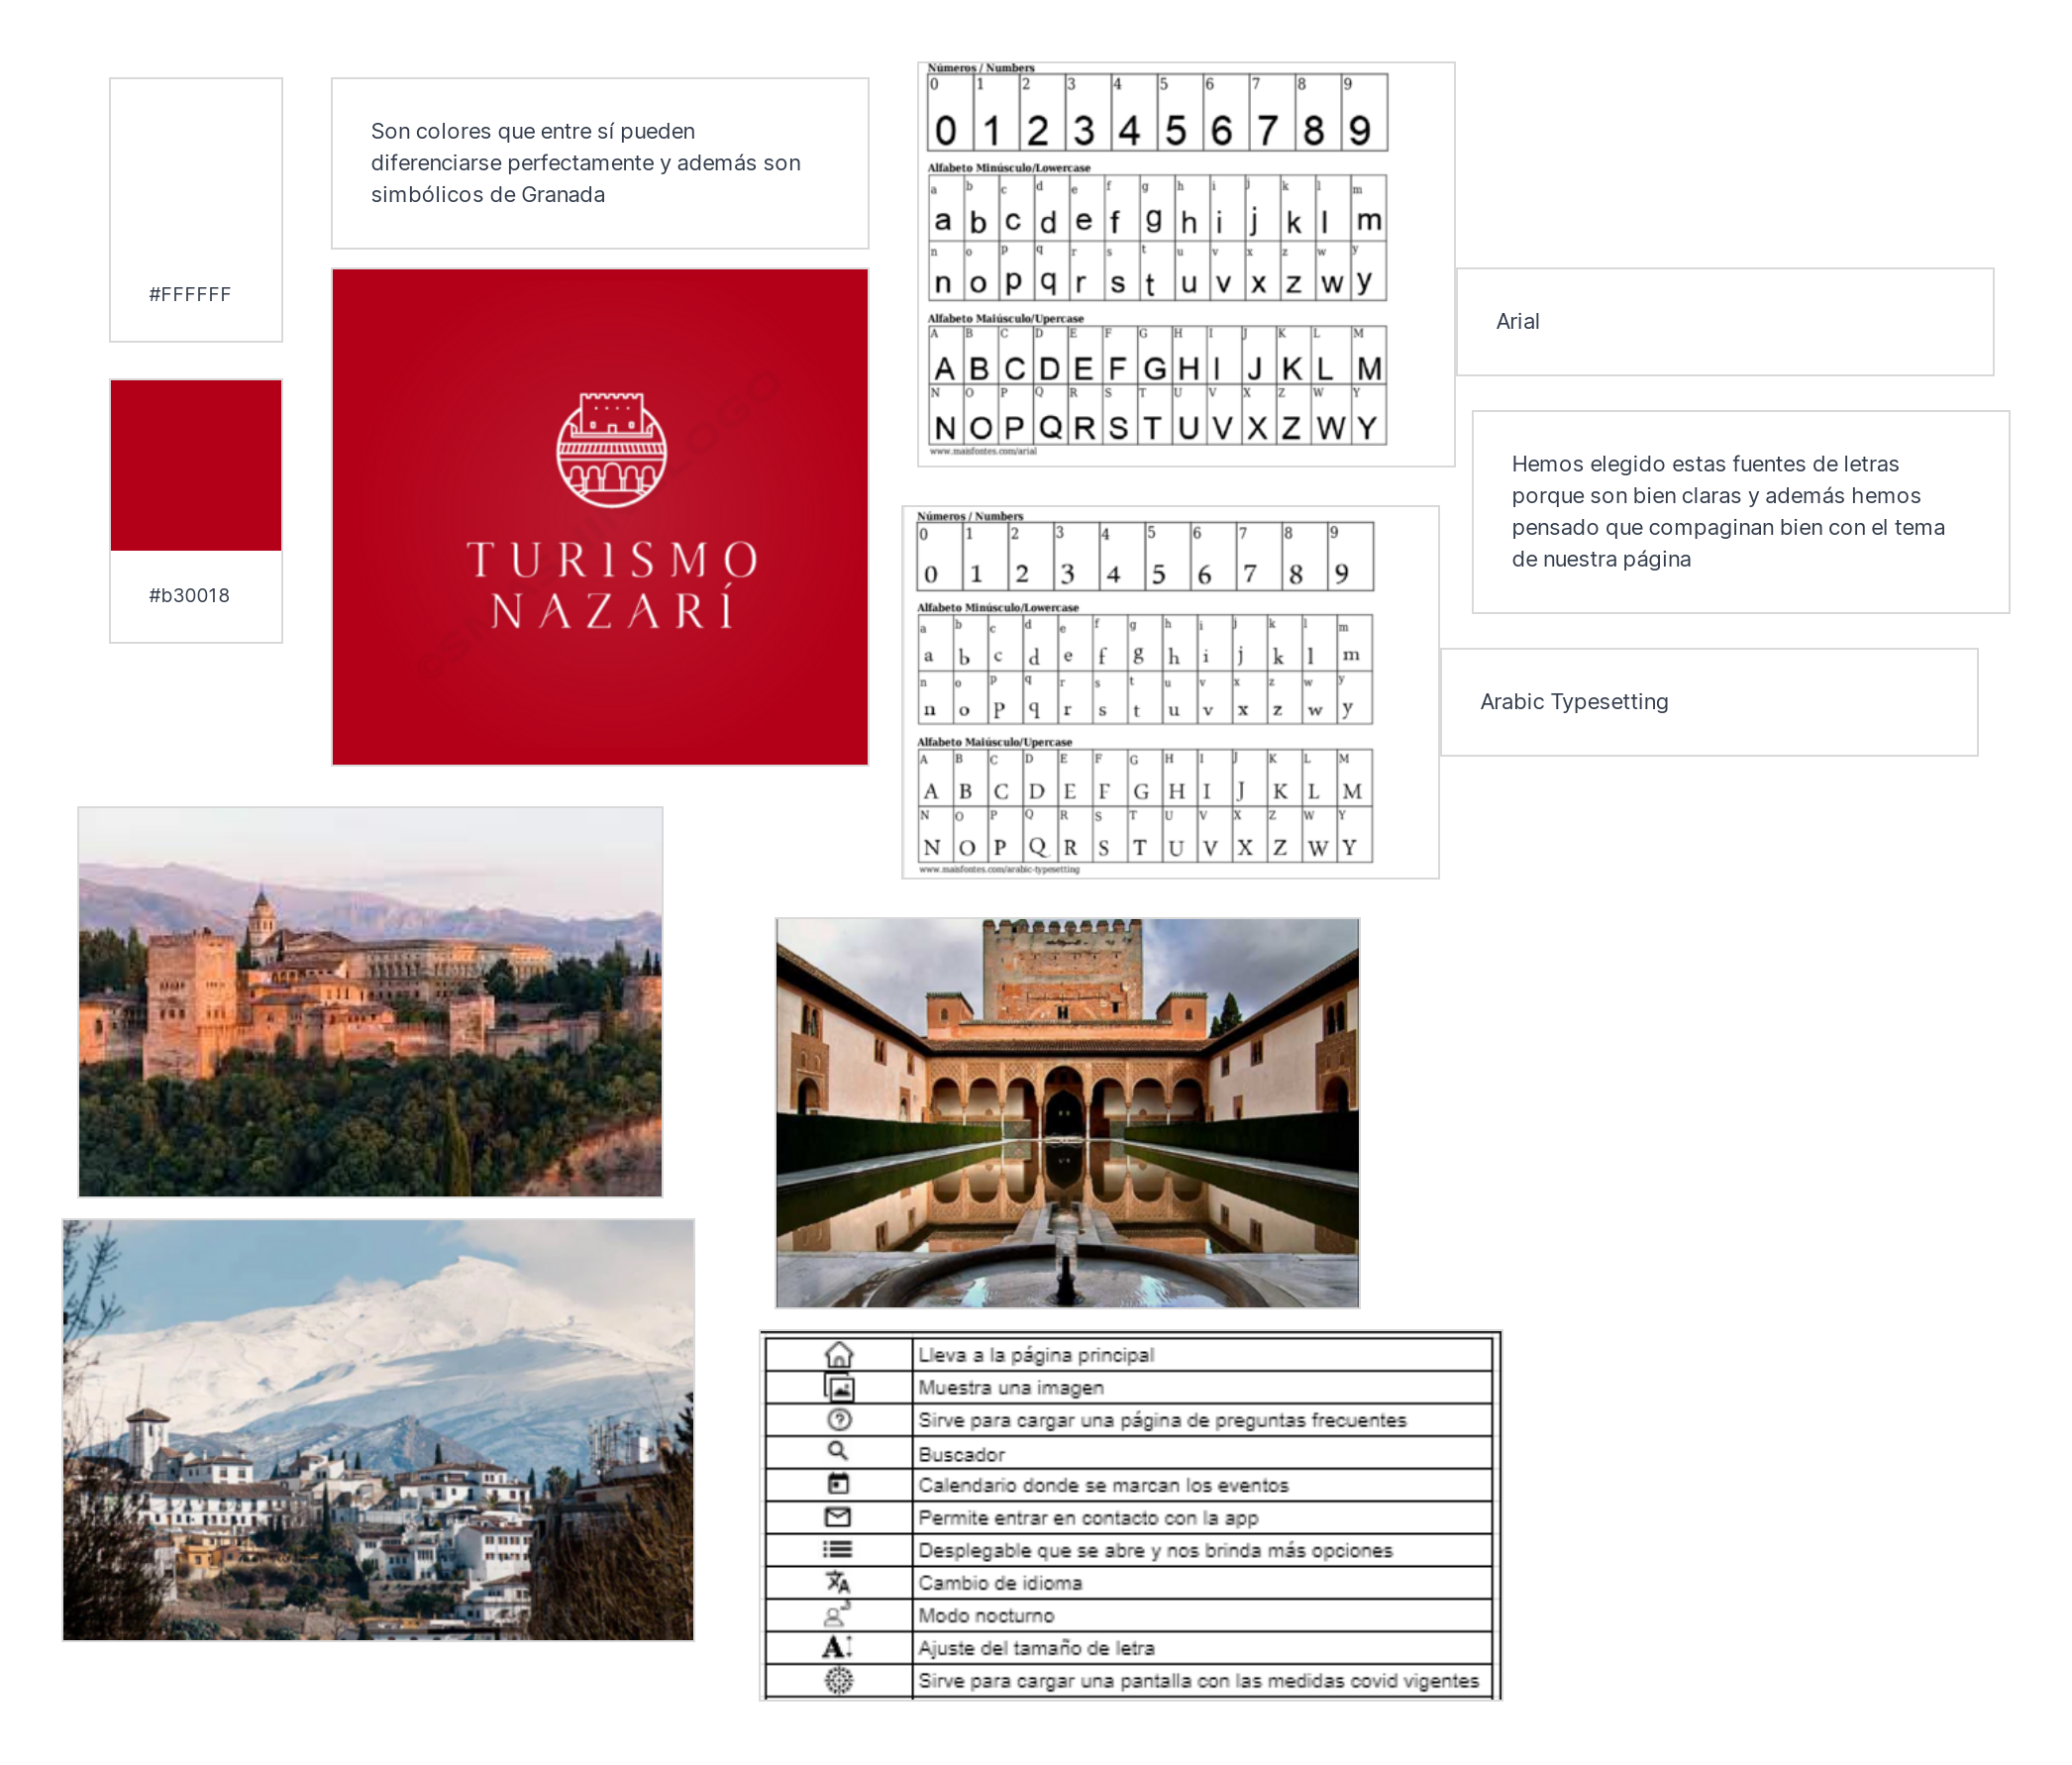 #FFFFFF
#b30018
Son colores que entre sí pueden
diferenciarse perfectamente y además son
simbólicos de Granada
TURISMO
NAZARÍ
Números / Numbers
0 1 2 3 4 5 6 7 8 9
0 1 2 3 4 5 6 7 8 9
Alfabeto Minúsculo/Lowercase
a b c d e f g h i j k l m
a b c d e f g h i j k l m
n o p q r s t u v x z w y
n o p q r s t u v x z w y
Alfabeto Maiúsculo/Upercase
A B C D E F G H I J K L M
A B C D E F G H I J K L M
N O P Q R S T U V X Z W Y
N O P Q R S T U V X Z W Y
www.maisfontes.com/arial
Arial
Hemos elegido estas fuentes de letras
porque son bien claras y además hemos
pensado que compaginan bien con el tema
de nuestra página
Números / Numbers
0 1 2 3 4 5 6 7 8 9
0 1 2 3 4 5 6 7 8 9
Alfabeto Minúsculo/Lowercase
a b c d e f g h i j k l m
a b c d e f g h i j k l m
n o p q r s t u v x z w y
n o p q r s t u v x z w y
Alfabeto Maiúsculo/Upercase
A B C D E F G H I J K L M
A B C D E F G H I J K L M
N O P Q R S T U V X Z W Y
N O P Q R S T U V X Z W Y
www.maisfontes.com/arabic-typesetting
Arabic Typesetting
Lleva a la página principal
Muestra una imagen
Sirve para cargar una página de preguntas frecuentes
Buscador
Calendario donde se marcan los eventos
Permite entrar en contacto con la app
Desplegable que se abre y nos brinda más opciones
Cambio de idioma
Modo nocturno
Ajuste del tamaño de letra
Sirve para cargar una pantalla con las medidas covid vigentes